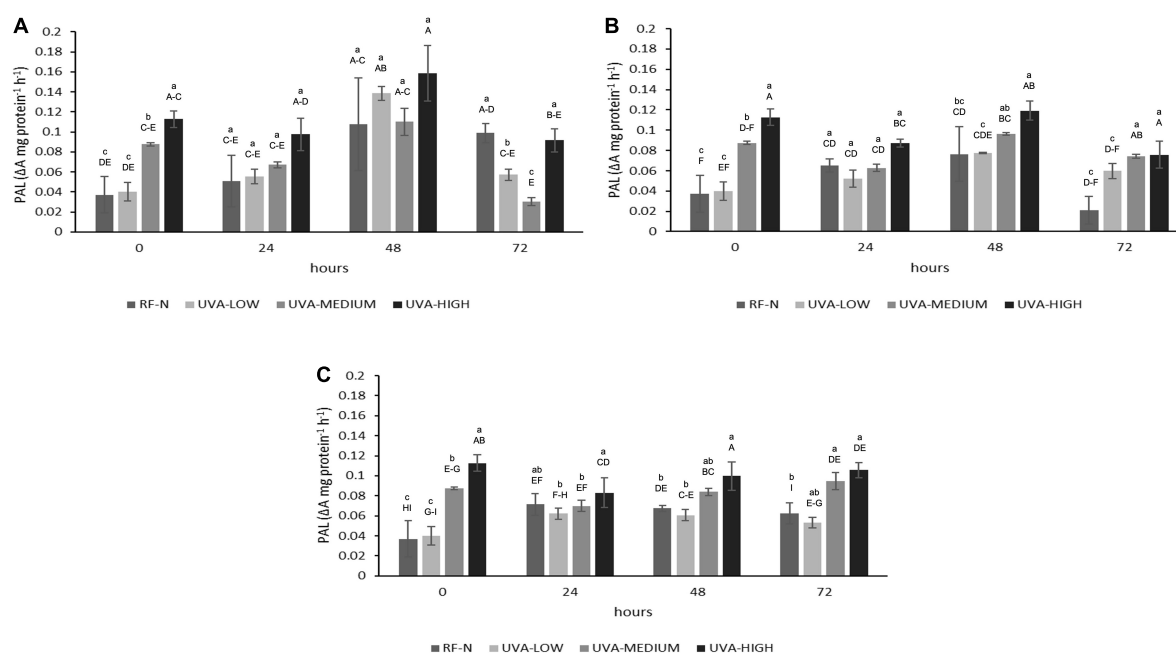 A
PAL (ΔA mg protein-1 h-1)
0.2
0.18
0.16
0.14
0.12
0.1
0.08
0.06
0.04
0.02
0
c
DE
c
DE
b
C-E
a
A-C
a
C-E
a
C-E
a
C-E
a
A-D
a
A-C
a
AB
a
A-C
a
A
a
A-D
b
C-E
c
E
a
B-E
0 24 48 72
hours
RF-N UVA-LOW UVA-MEDIUM UVA-HIGH
B
PAL (ΔA mg protein-1 h-1)
0.2
0.18
0.16
0.14
0.12
0.1
0.08
0.06
0.04
0.02
0
c
F
c
EF
b
D-F
a
A
a
CD
a
CD
a
CD
a
BC
bc
CD
c
CDE
ab
BC
a
AB
c
D-F
c
D-F
a
AB
a
A
0 24 48 72
hours
RF-N UVA-LOW UVA-MEDIUM UVA-HIGH
C
PAL (ΔA mg protein-1 h-1)
0.2
0.18
0.16
0.14
0.12
0.1
0.08
0.06
0.04
0.02
0
c
HI
c
G-I
b
E-G
a
AB
ab
EF
b
F-H
b
EF
a
CD
b
DE
b
C-E
ab
BC
a
A
b
I
ab
E-G
a
DE
a
DE
0 24 48 72
hours
RF-N UVA-LOW UVA-MEDIUM UVA-HIGH